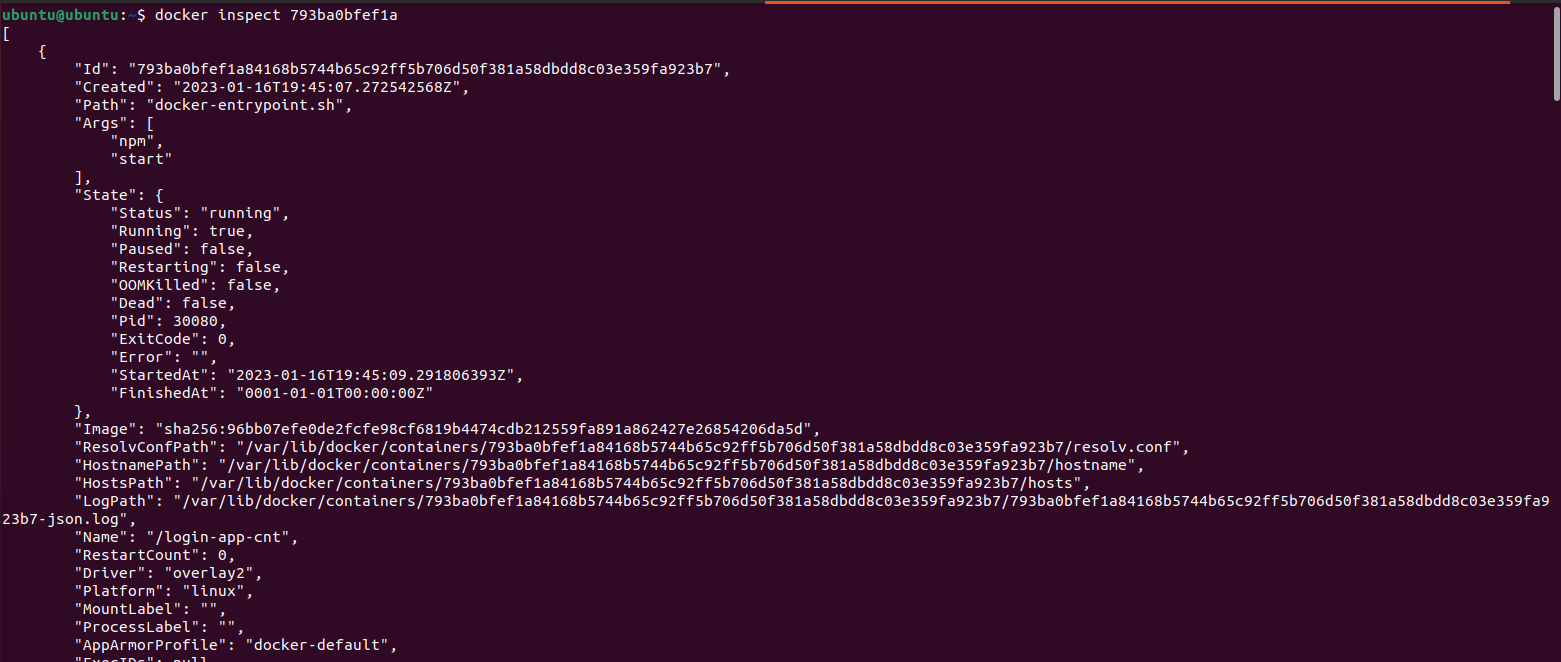 ubuntu@ubuntu:~$ docker inspect 793ba0bfef1a
[
    {
        "Id": "793ba0bfef1a84168b5744b65c92ff5b706d50f381a58dbdd8c03e359fa923b7",
        "Created": "2023-01-16T19:45:07.272542568Z",
        "Path": "docker-entrypoint.sh",
        "Args": [
            "npm",
            "start"
        ],
        "State": {
            "Status": "running",
            "Running": true,
            "Paused": false,
            "Restarting": false,
            "OOMKilled": false,
            "Dead": false,
            "Pid": 30080,
            "ExitCode": 0,
            "Error": "",
            "StartedAt": "2023-01-16T19:45:09.291806393Z",
            "FinishedAt": "0001-01-01T00:00:00Z"
        },
        "Image": "sha256:96bb07efe0de2fcfe98cf6819b4474cdb212559fa891a862427e26854206da5d",
        "ResolvConfPath": "/var/lib/docker/containers/793ba0bfef1a84168b5744b65c92ff5b706d50f381a58dbdd8c03e359fa923b7/resolv.conf",
        "HostnamePath": "/var/lib/docker/containers/793ba0bfef1a84168b5744b65c92ff5b706d50f381a58dbdd8c03e359fa923b7/hostname",
        "HostsPath": "/var/lib/docker/containers/793ba0bfef1a84168b5744b65c92ff5b706d50f381a58dbdd8c03e359fa923b7/hosts",
        "LogPath": "/var/lib/docker/containers/793ba0bfef1a84168b5744b65c92ff5b706d50f381a58dbdd8c03e359fa923b7/793ba0bfef1a84168b5744b65c92ff5b706d50f381a58dbdd8c03e359fa9
23b7-json.log",
        "Name": "/login-app-cnt",
        "RestartCount": 0,
        "Driver": "overlay2",
        "Platform": "linux",
        "MountLabel": "",
        "ProcessLabel": "",
        "AppArmorProfile": "docker-default",
        "ExecIDs": null